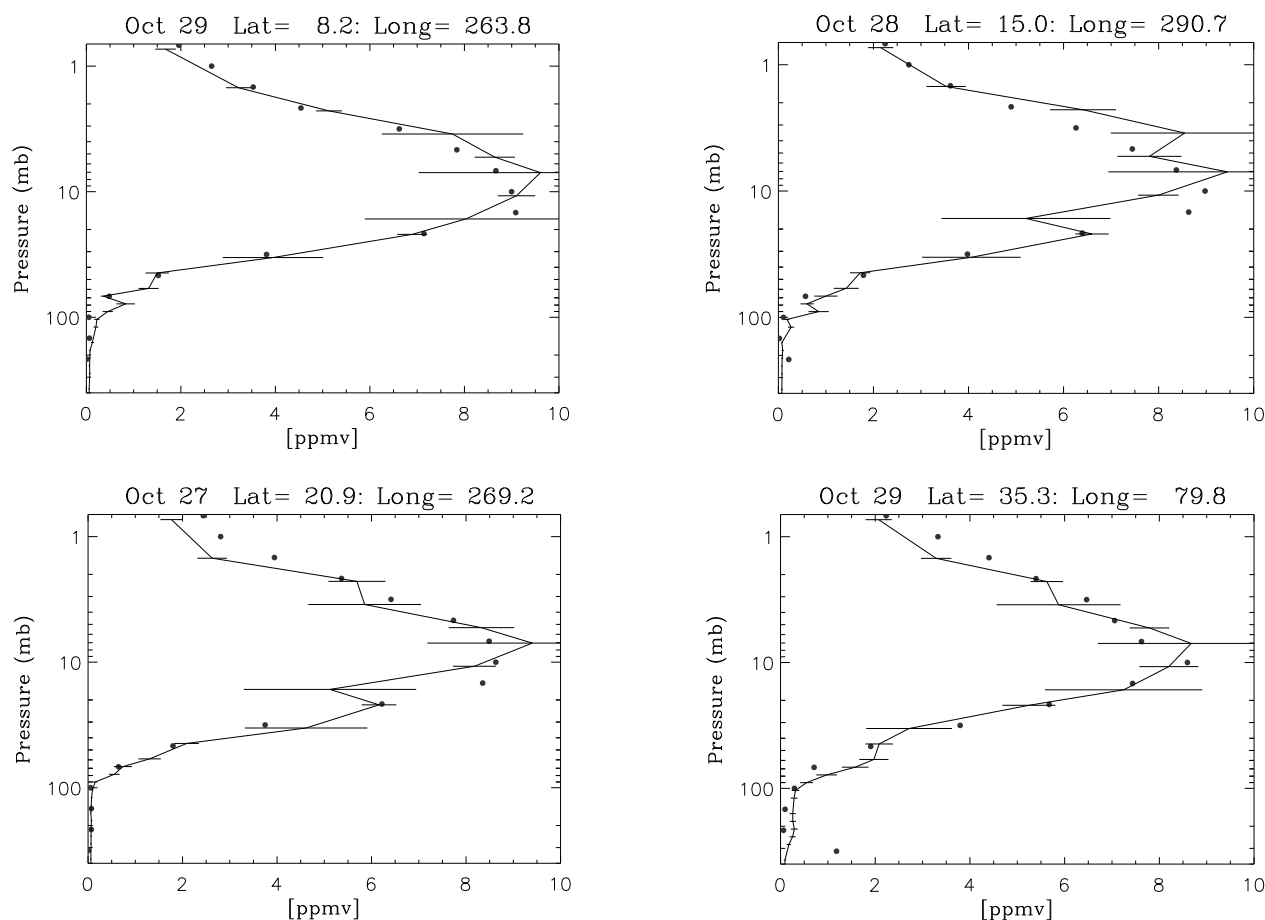 Oct 29 Lat= 8.2: Long= 263.8
Pressure (mb)
1
10
100
0 2 4 6 8 10
[ppmv]
Oct 28 Lat= 15.0: Long= 290.7
Pressure (mb)
1
10
100
0 2 4 6 8 10
[ppmv]
Oct 27 Lat= 20.9: Long= 269.2
Pressure (mb)
1
10
100
0 2 4 6 8 10
[ppmv]
Oct 29 Lat= 35.3: Long= 79.8
Pressure (mb)
1
10
100
0 2 4 6 8 10
[ppmv]